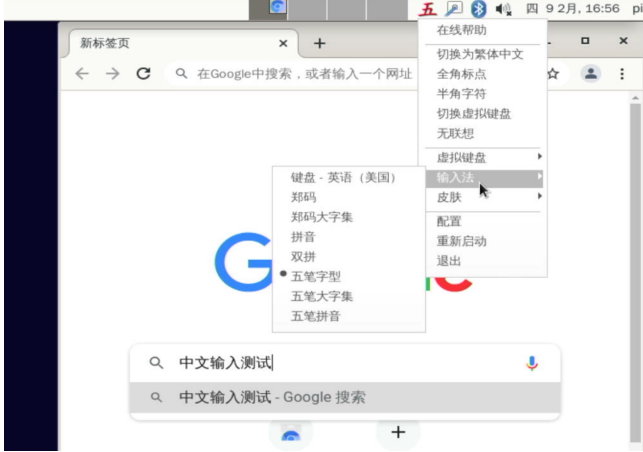 五 四 9 2月, 16:56 pi
在线帮助
切换为繁体中文
全角标点
半角字符
切换虚拟键盘
无联想
虚拟键盘
输入法
皮肤
配置
重新启动
退出
新标签页
在Google中搜索，或者输入一个网址
键盘 - 英语（美国）
郑码
郑码大字集
拼音
双拼
五笔字型
五笔大字集
五笔拼音
中文输入测试
中文输入测试 - Google 搜索